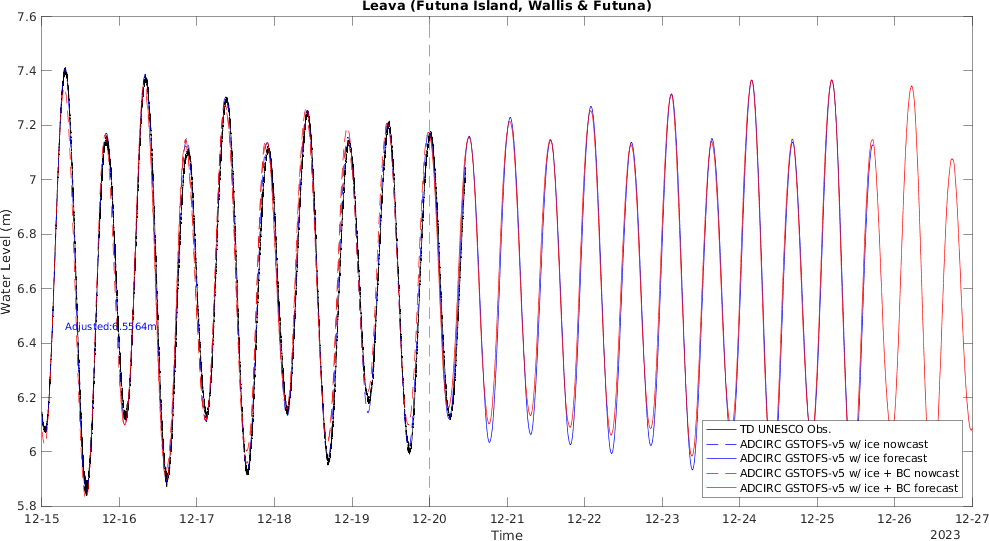 Leava (Futuna Island, Wallis & Futuna)
7.6
7.4
7.2
7
6.8
6.6
6.4
6.2
6
5.8
Water Level (m)
Adjusted:6.5564m
TD UNESCO Obs.
ADCIRC GSTOFS-v5 w/ ice nowcast
ADCIRC GSTOFS-v5 w/ ice forecast
ADCIRC GSTOFS-v5 w/ ice + BC nowcast
ADCIRC GSTOFS-v5 w/ ice + BC forecast
12-15 12-16 12-17 12-18 12-19 12-20 12-21 12-22 12-23 12-24 12-25 12-26 12-27
Time 2023